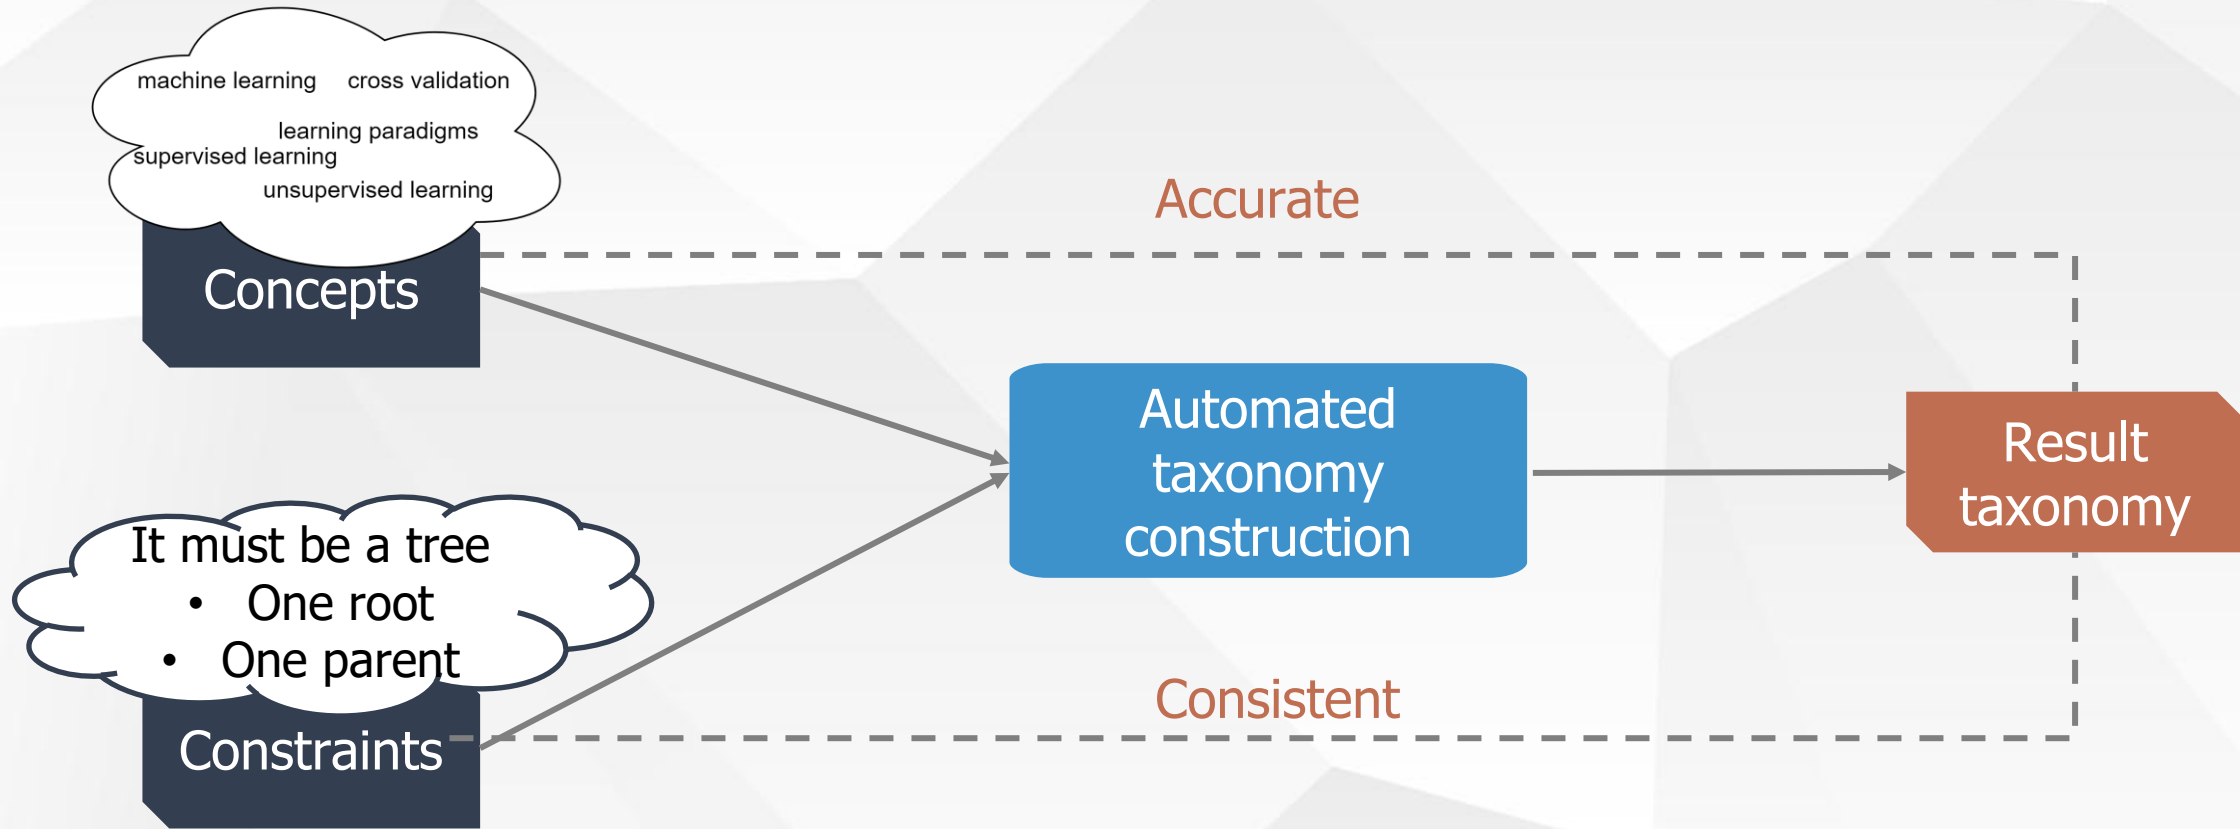 machine learning cross validation
learning paradigms
supervised learning
unsupervised learning
Concepts
Accurate
Automated
taxonomy
construction
Result
taxonomy
It must be a tree
• One root
• One parent
Constraints
Consistent